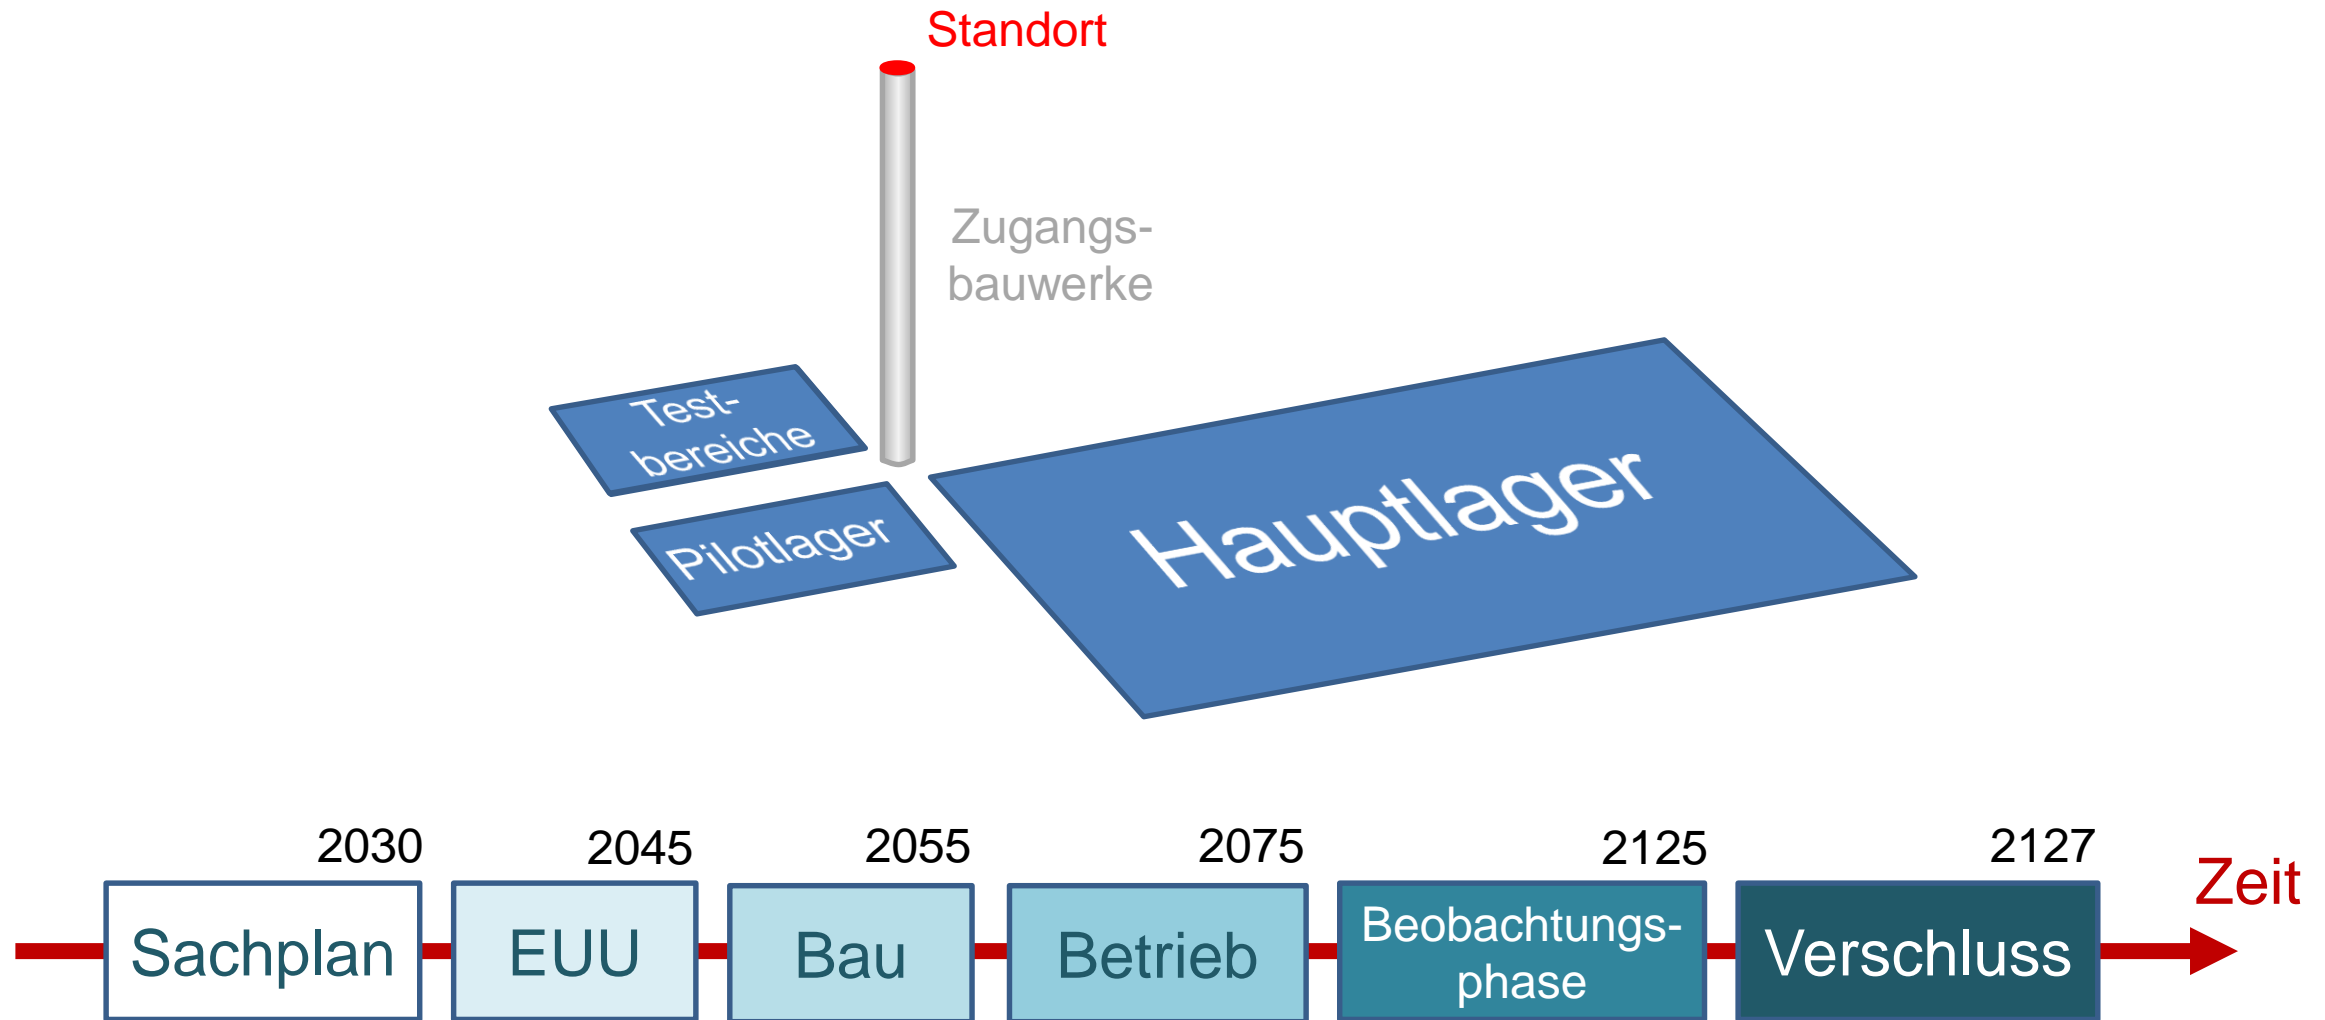 Standort
Zugangs-
bauwerke
Test-
bereiche
Pilotlager
Hauptlager
2030
2045
2055
2075
2125
2127
Zeit
Sachplan
EUU
Bau
Betrieb
Beobachtungs-
phase
Verschluss